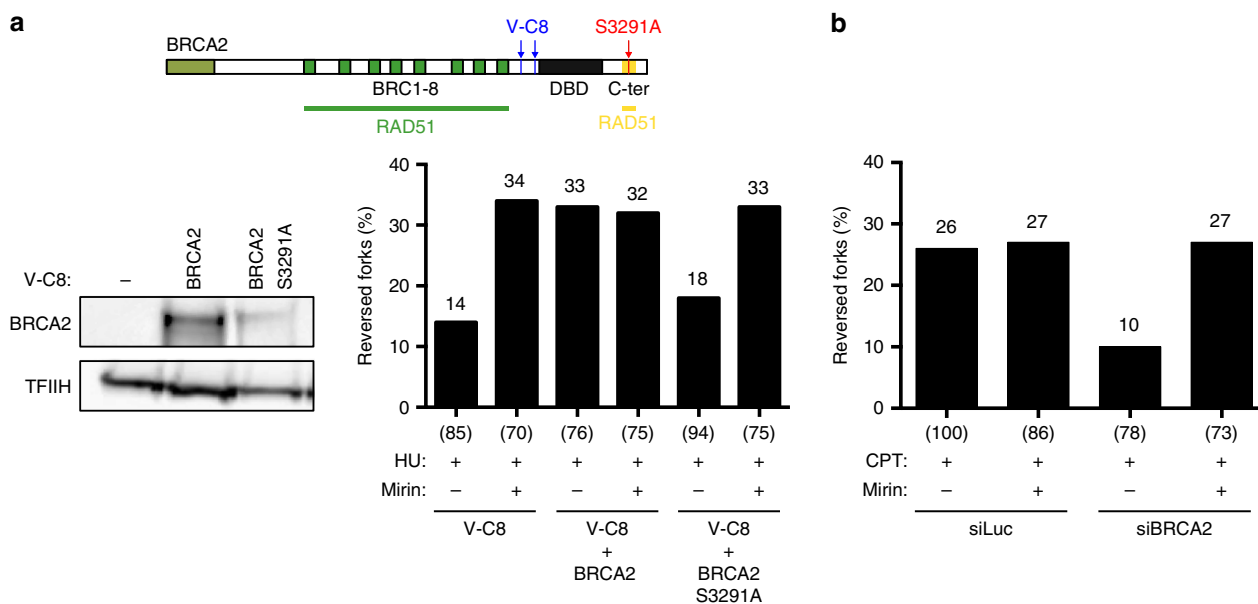 a
V-C8 S3291A
BRCA2
BRC1-8 DBD C-ter
RAD51 RAD51
V-C8: – BRCA2 BRCA2 S3291A
BRCA2
TFIIH
Reversed forks (%)
40
30
20
10
0
14 34 33 32 18 33
(85) (70) (76) (75) (94) (75)
HU: + + + + + +
Mirin: – + – + – +
V-C8 V-C8 V-C8
+ +
BRCA2 BRCA2
S3291A
b
Reversed forks (%)
40
30
20
10
0
26 27 10 27
(100) (86) (78) (73)
CPT: + + + +
Mirin: – + – +
siLuc siBRCA2